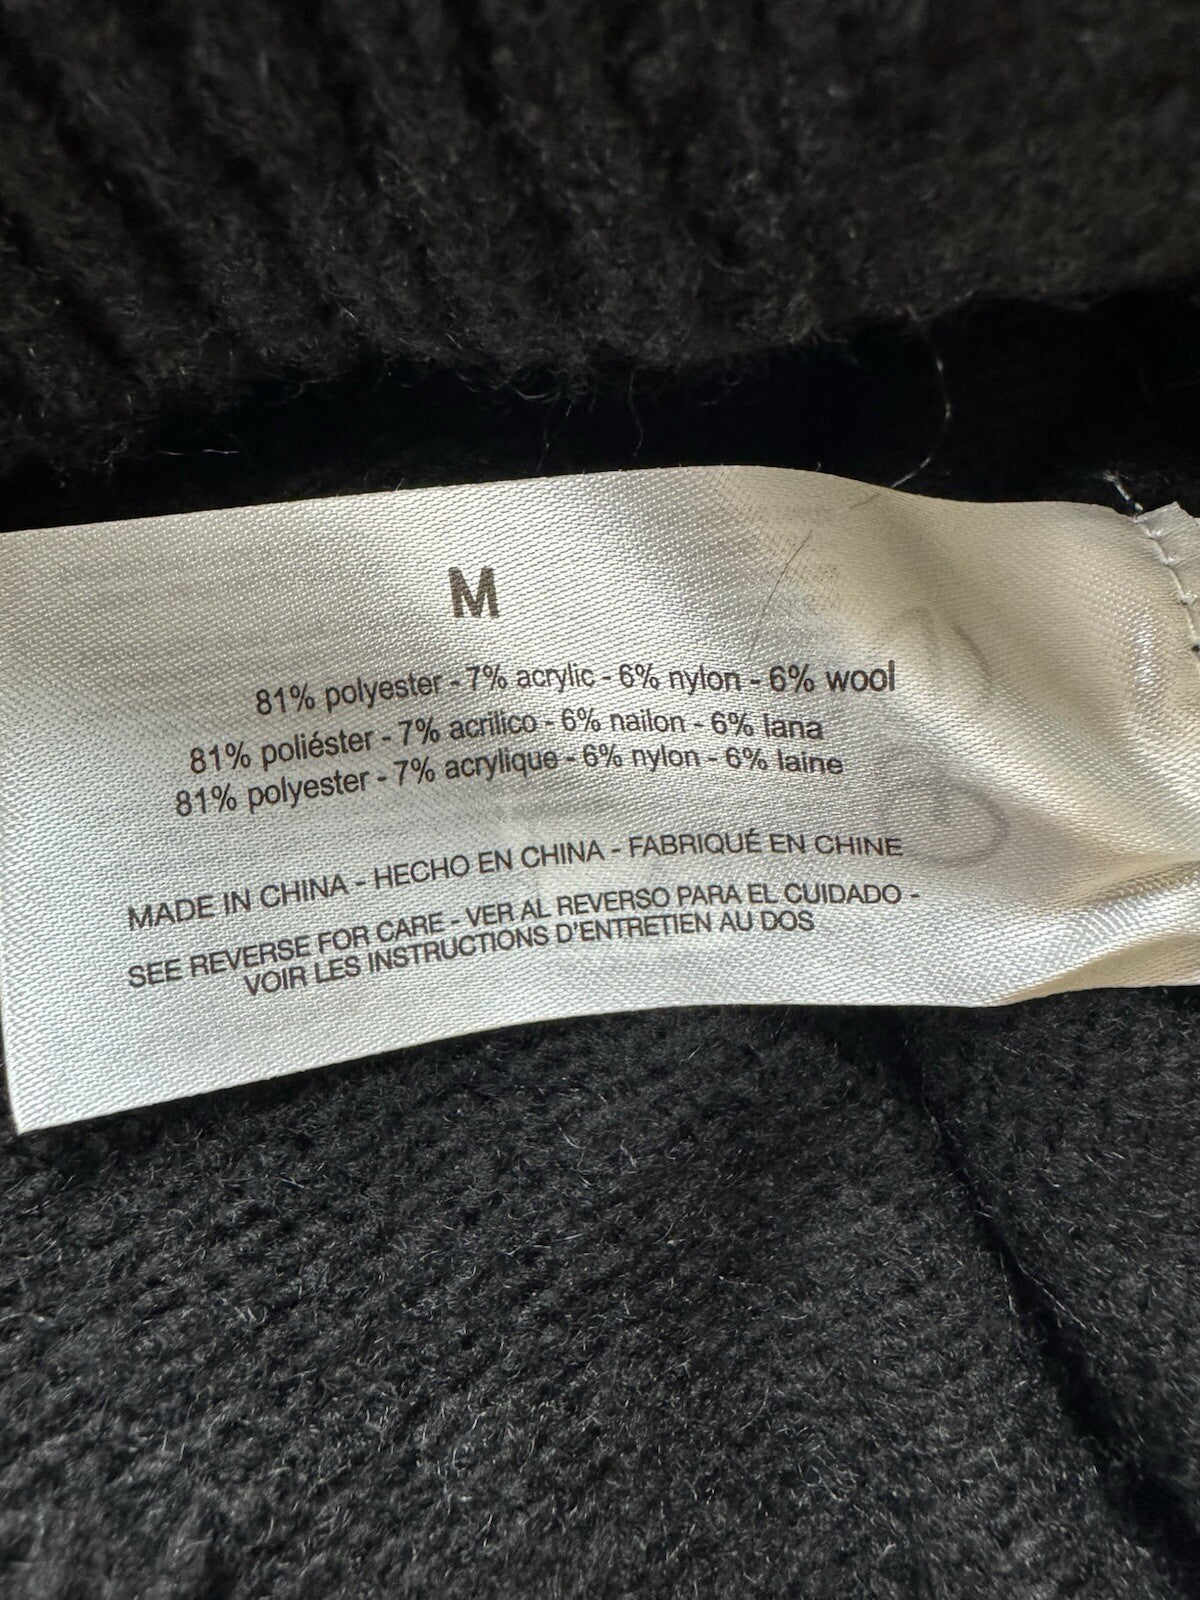 M
81% polyester - 7% acrylic - 6% nylon - 6% wool
81% poliéster - 7% acrilico - 6% nailon - 6% lana
81% polyester - 7% acrylique - 6% nylon - 6% laine
MADE IN CHINA - HECHO EN CHINA - FABRIQUÉ EN CHINE
SEE REVERSE FOR CARE - VER AL REVERSO PARA EL CUIDADO -
VOIR LES INSTRUCTIONS D'ENTRETIEN AU DOS